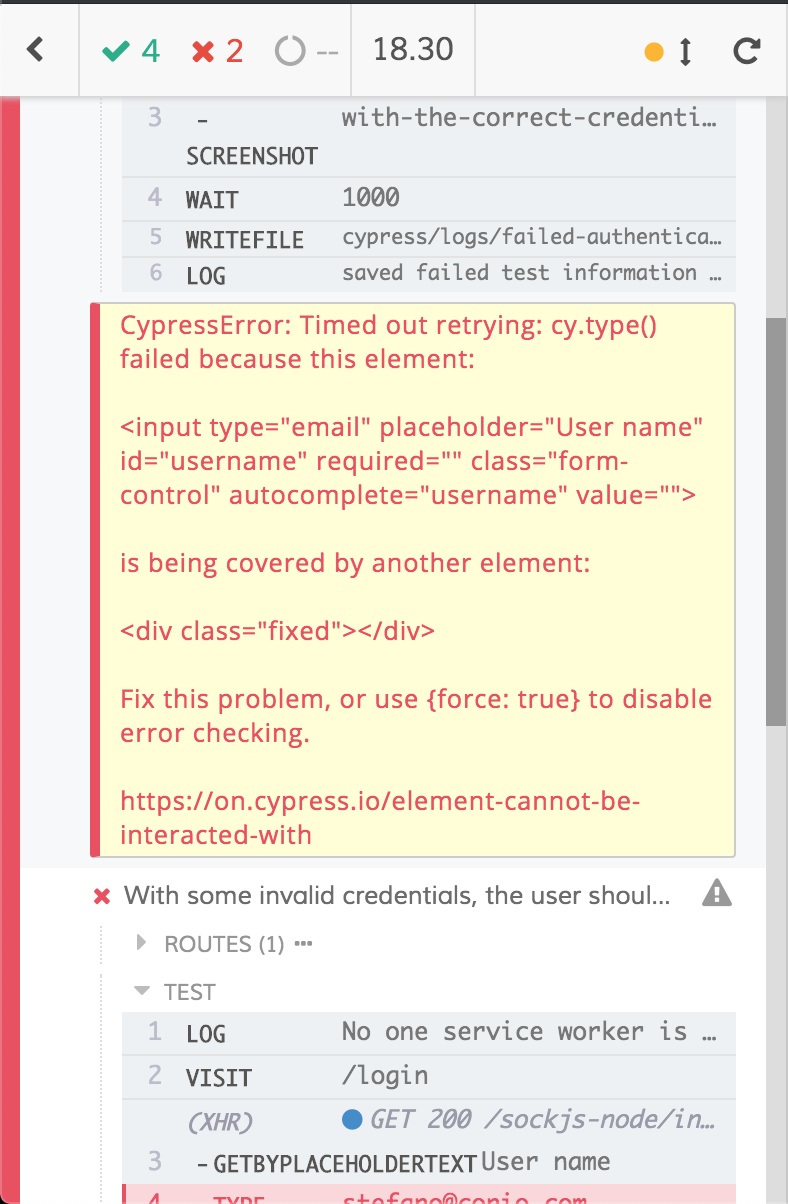 4 2 -- 18.30
3 - with-the-correct-credenti…
SCREENSHOT
4 WAIT 1000
5 WRITEFILE cypress/logs/failed-authentica…
6 LOG saved failed test information …
CypressError: Timed out retrying: cy.type()
failed because this element:
<input type="email" placeholder="User name"
id="username" required="" class="form-
control" autocomplete="username" value="">
is being covered by another element:
<div class="fixed"></div>
Fix this problem, or use {force: true} to disable
error checking.
https://on.cypress.io/element-cannot-be-
interacted-with
With some invalid credentials, the user shoul...
ROUTES (1) •••
TEST
1 LOG No one service worker is …
2 VISIT /login
(XHR) GET 200 /sockjs-node/in…
3 - GETBYPLACEHOLDERTEXT User name
4 TYPE stefano@conio.com